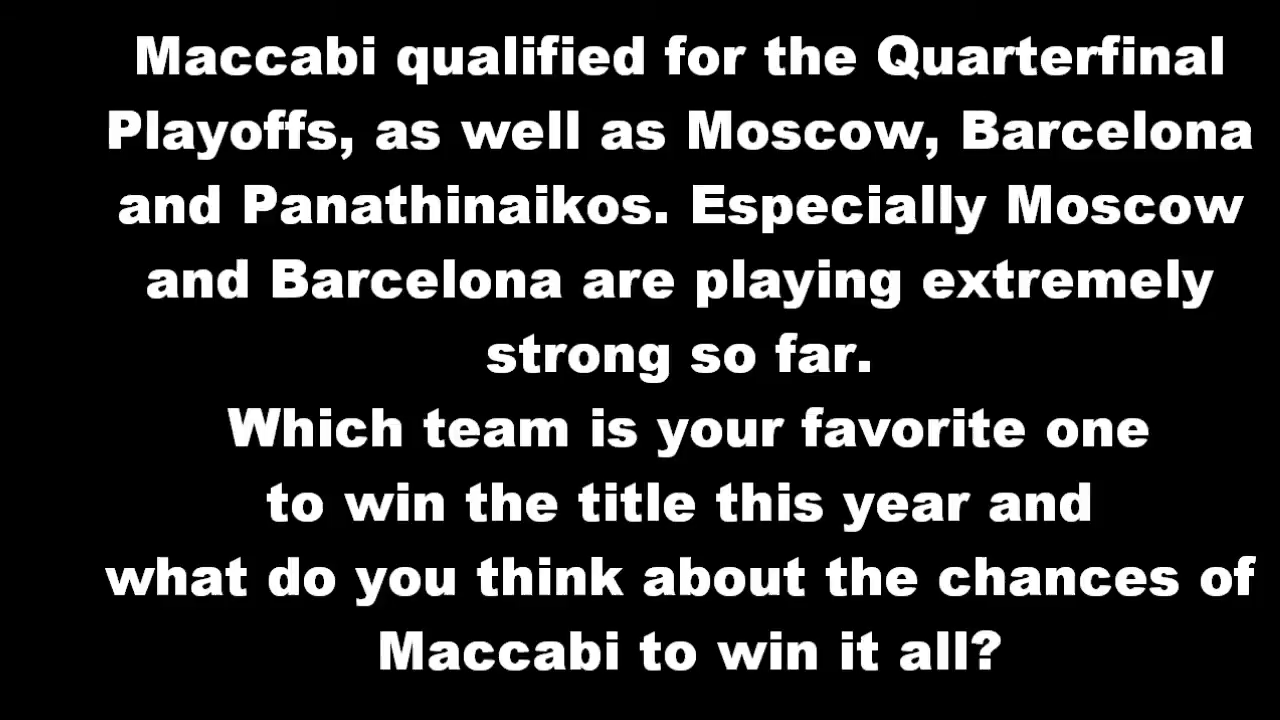 Maccabi qualified for the Quarterfinal
Playoffs, as well as Moscow, Barcelona
and Panathinaikos. Especially Moscow
and Barcelona are playing extremely
strong so far.
Which team is your favorite one
to win the title this year and
what do you think about the chances of
Maccabi to win it all?